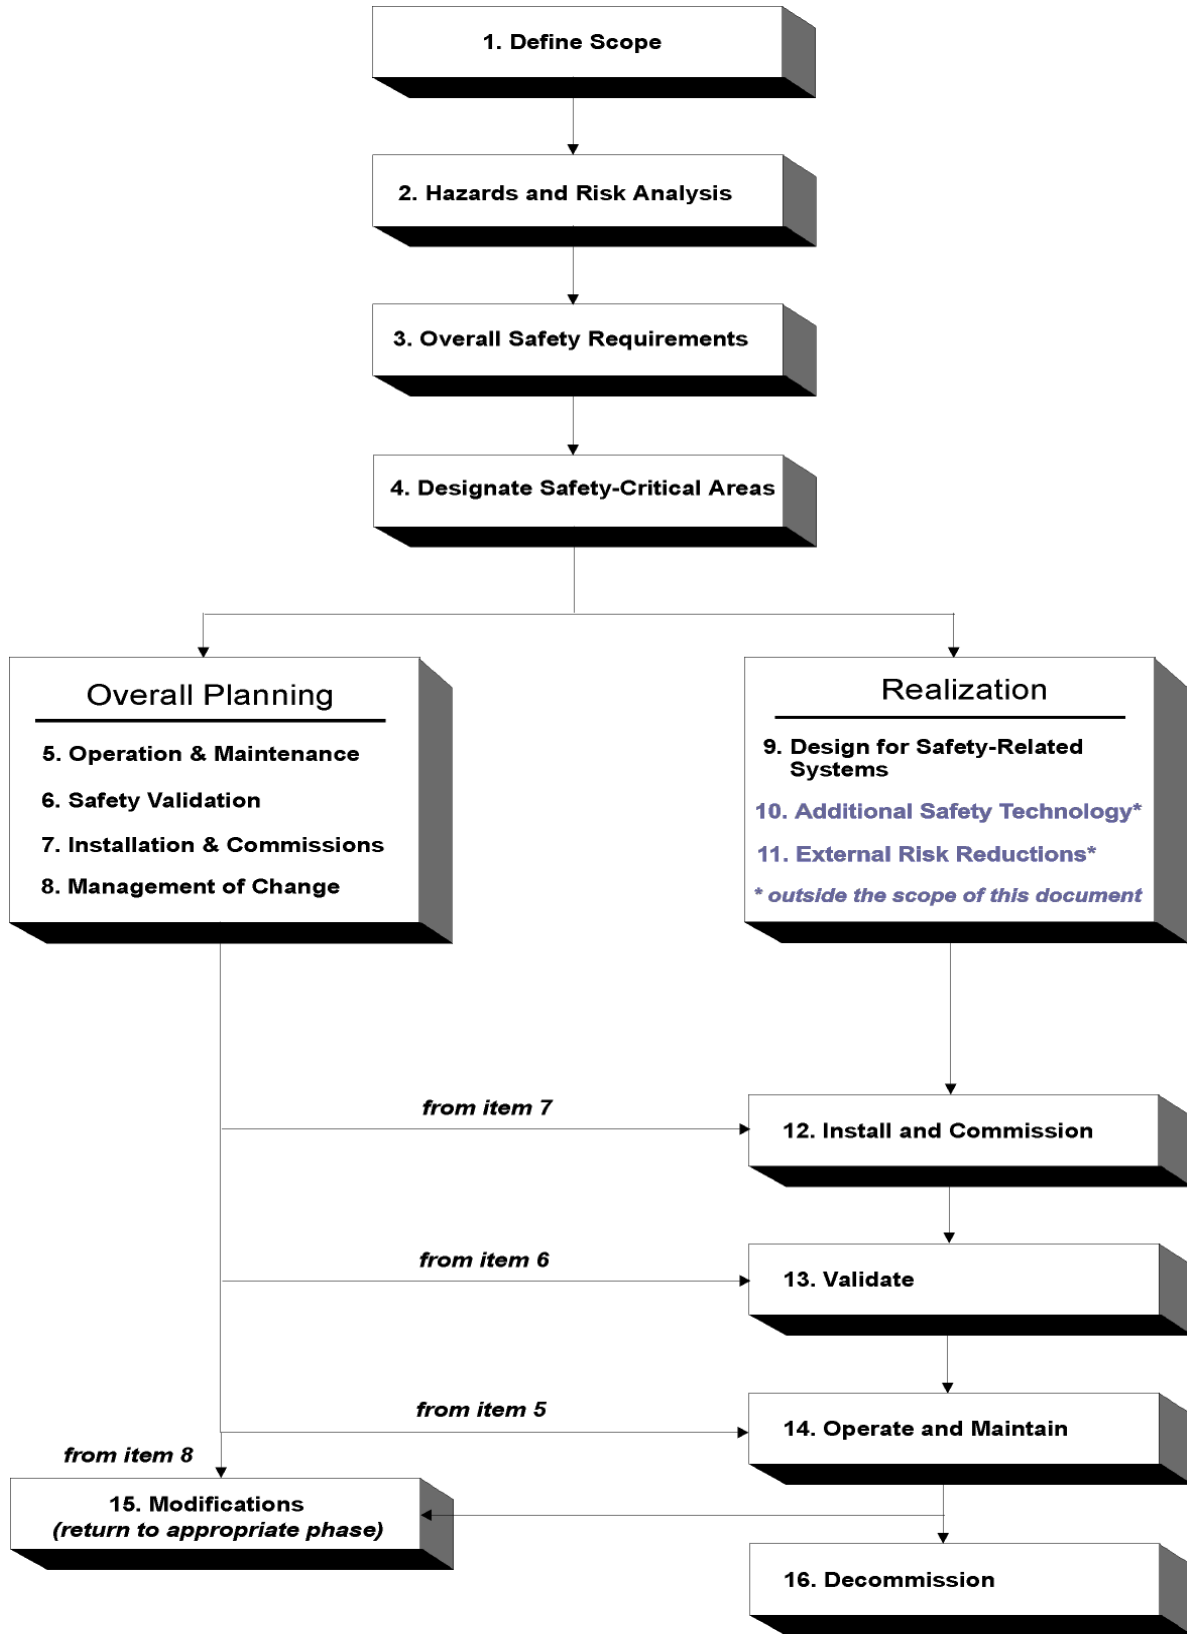 1. Define Scope
2. Hazards and Risk Analysis
3. Overall Safety Requirements
4. Designate Safety-Critical Areas
Overall Planning
5. Operation & Maintenance
6. Safety Validation
7. Installation & Commissions
8. Management of Change
Realization
9. Design for Safety-Related
Systems
10. Additional Safety Technology*
11. External Risk Reductions*
* outside the scope of this document
from item 7
12. Install and Commission
from item 6
13. Validate
from item 5
14. Operate and Maintain
from item 8
15. Modifications
(return to appropriate phase)
16. Decommission